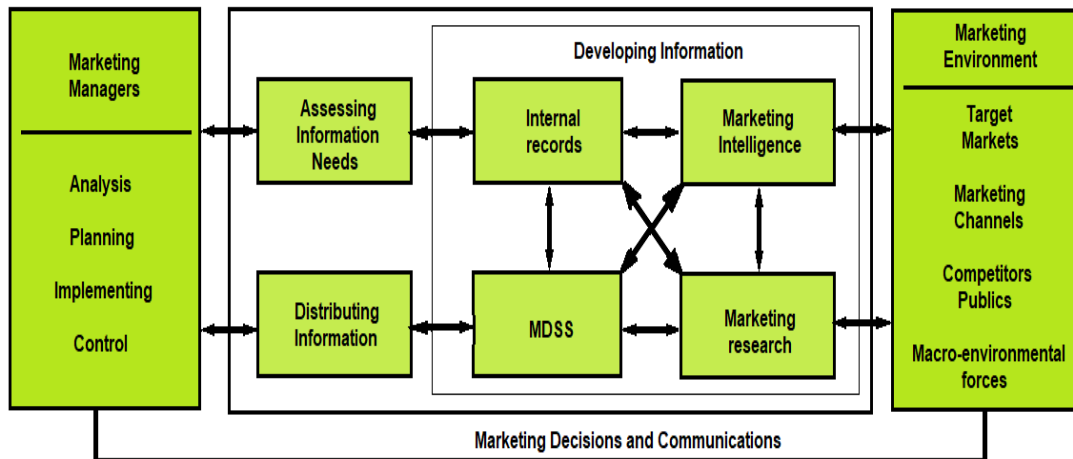 Marketing
Managers
Analysis
Planning
Implementing
Control
Developing Information
Assessing
Information
Needs
Internal
records
Marketing
Intelligence
Distributing
Information
MDSS
Marketing
research
Marketing
Environment
Target
Markets
Marketing
Channels
Competitors
Publics
Macro-environmental
forces
Marketing Decisions and Communications